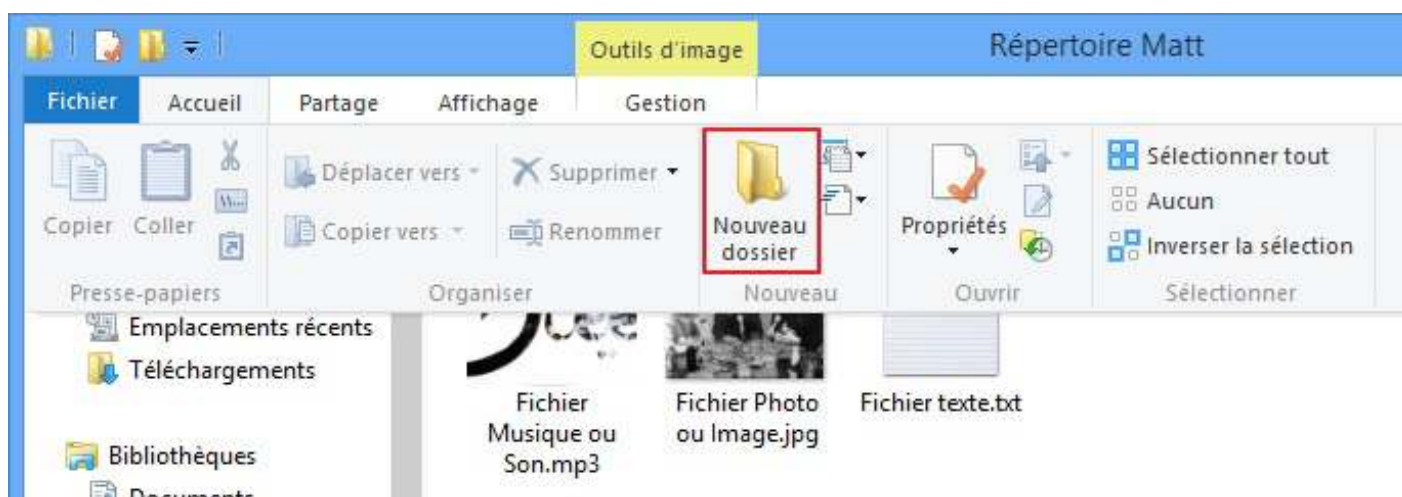 Outils d'image
Répertoire Matt
Fichier
Accueil
Partage
Affichage
Gestion
Copier
Coller
Déplacer vers
Copier vers
Supprimer
Renommer
Nouveau
dossier
Propriétés
Sélectionner tout
Aucun
Inverser la sélection
Presse-papiers
Organiser
Nouveau
Ouvrir
Sélectionner
Emplacements récents
Téléchargements
Bibliothèques
Documents
Fichier
Musique ou
Son.mp3
Fichier Photo
ou Image.jpg
Fichier texte.txt